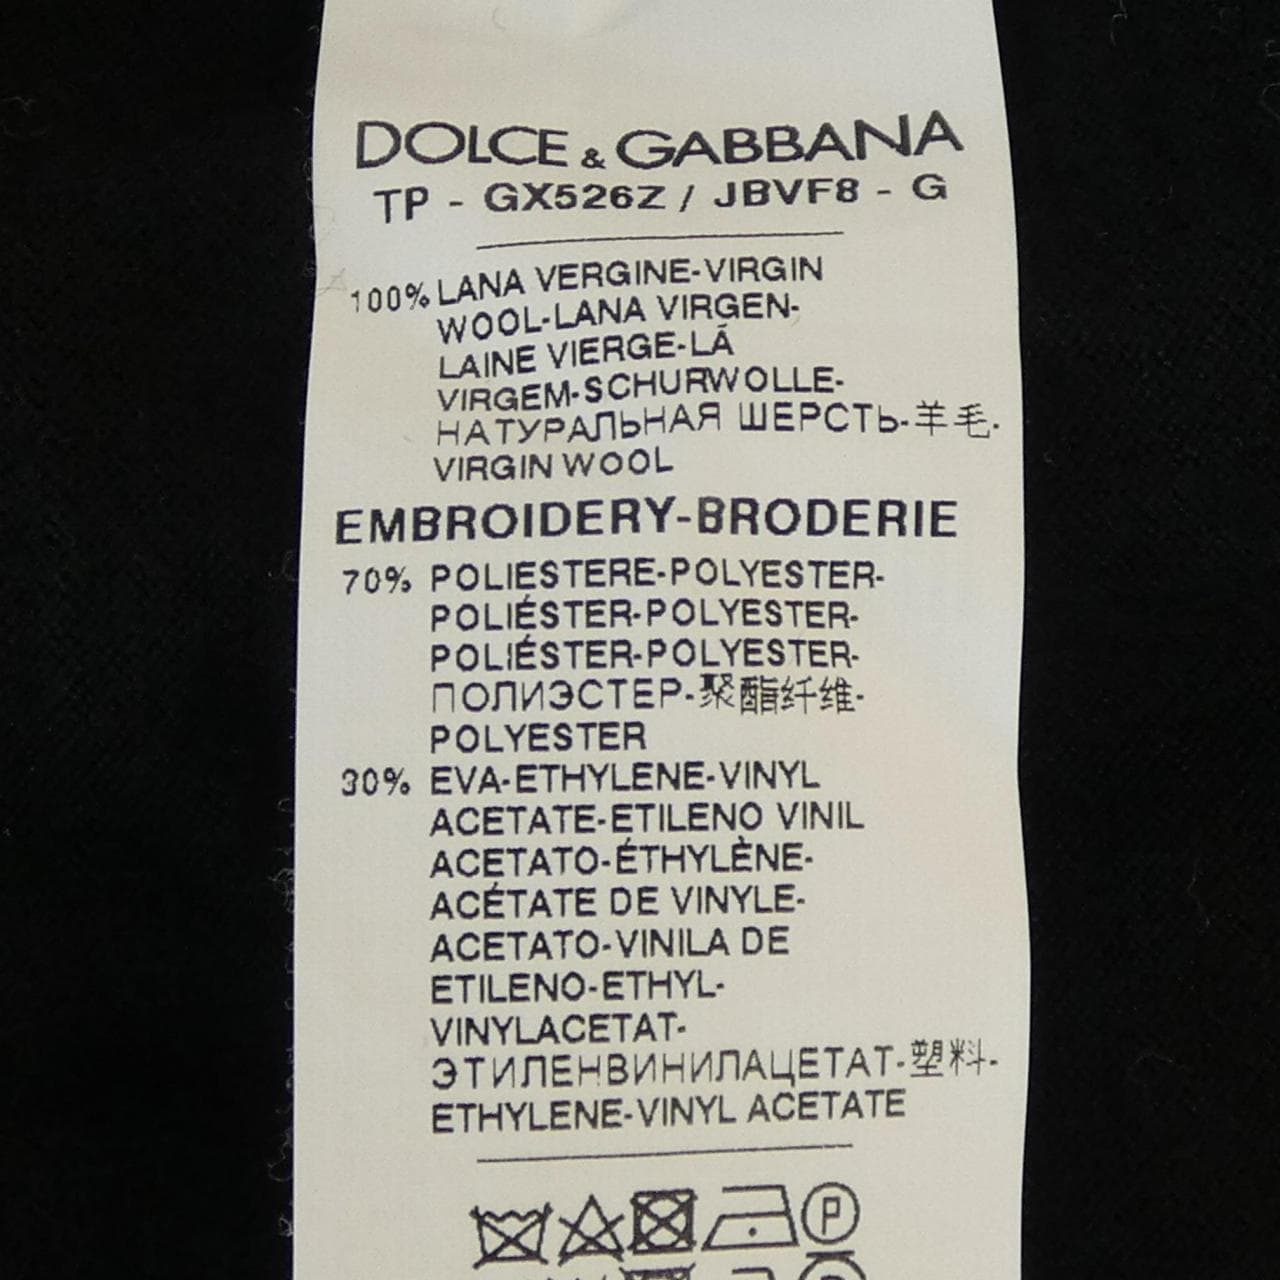 DOLCE & GABBANA
TP - GX526Z / JBVF8 - G
100% LANA VERGINE-VIRGIN
WOOL-LANA VIRGEN-
LAINE VIERGE-LÃ
VIRGEM-SCHURWOLLE-
НАТУРАЛЬНАЯ ШЕРСТЬ-羊毛-
VIRGIN WOOL
EMBROIDERY-BRODERIE
70% POLIESTERE-POLYESTER-
POLIÉSTER-POLYESTER-
POLIÉSTER-POLYESTER-
ПОЛИЭСТЕР-聚酯纤维-
POLYESTER
30% EVA-ETHYLENE-VINYL
ACETATE-ETILENO VINIL
ACETATO-ÉTHYLÈNE-
ACÉTATE DE VINYLE-
ACETATO-VINILA DE
ETILENO-ETHYL-
VINYLACETAT-
ЭТИЛЕНВИНИЛАЦЕТАТ-塑料-
ETHYLENE-VINYL ACETATE
P